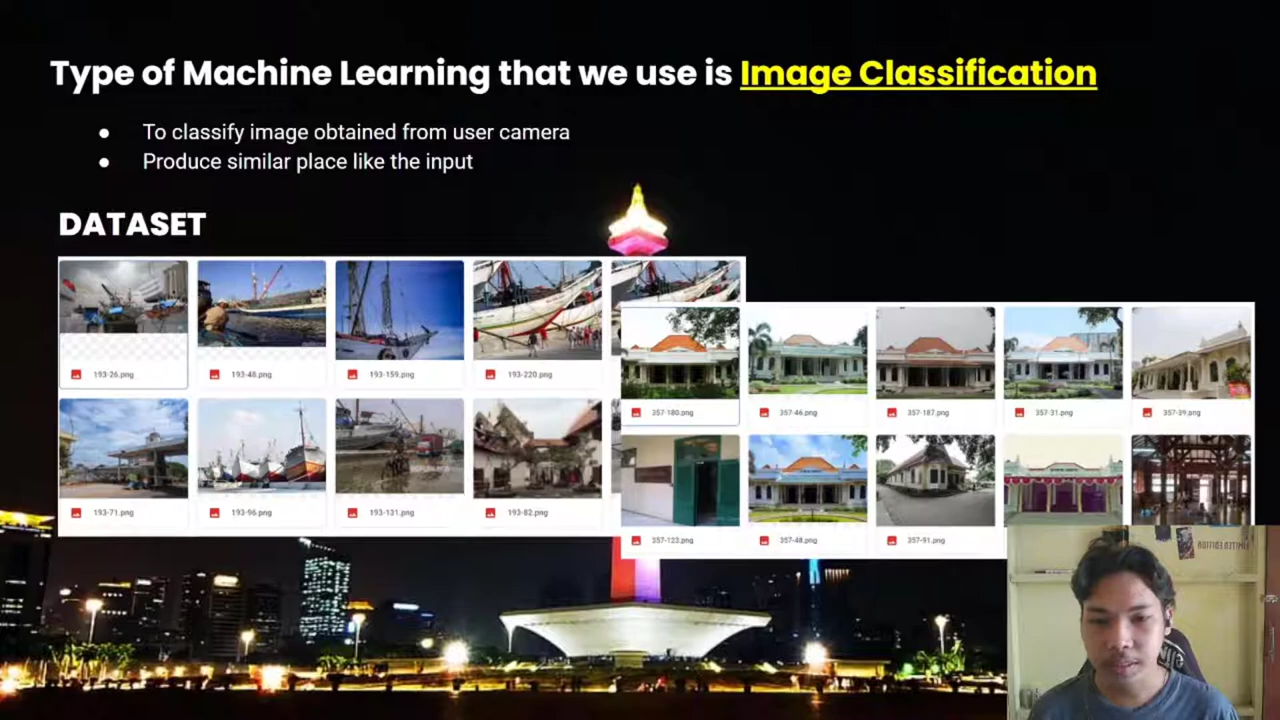 Type of Machine Learning that we use is Image Classification
● To classify image obtained from user camera
● Produce similar place like the input
DATASET
193-26.png
193-48.png
193-159.png
193-220.png
193-71.png
193-96.png
193-131.png
193-82.png
357-180.png
357-46.png
357-187.png
357-31.png
357-39.png
357-123.png
357-48.png
357-91.png
LIMITED EDITION